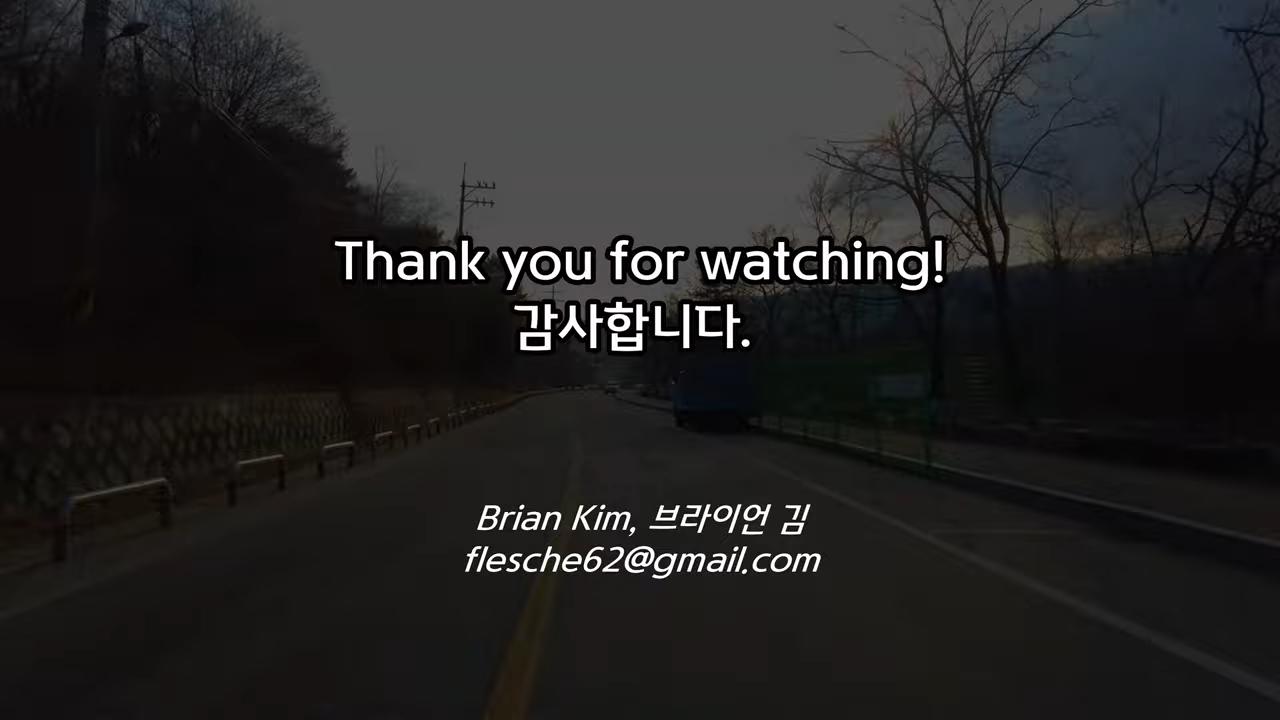 Thank you for watching!
감사합니다.
Brian Kim, 브라이언 김
flesche62@gmail.com